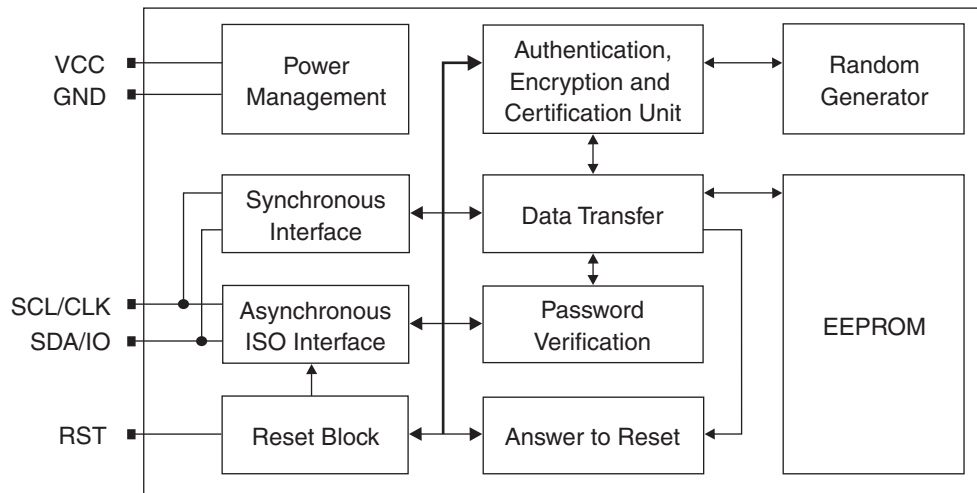 VCC
GND
Power
Management
Authentication,
Encryption and
Certification Unit
Random
Generator
Synchronous
Interface
Data Transfer
SCL/CLK
SDA/IO
Asynchronous
ISO Interface
Password
Verification
EEPROM
RST
Reset Block
Answer to Reset